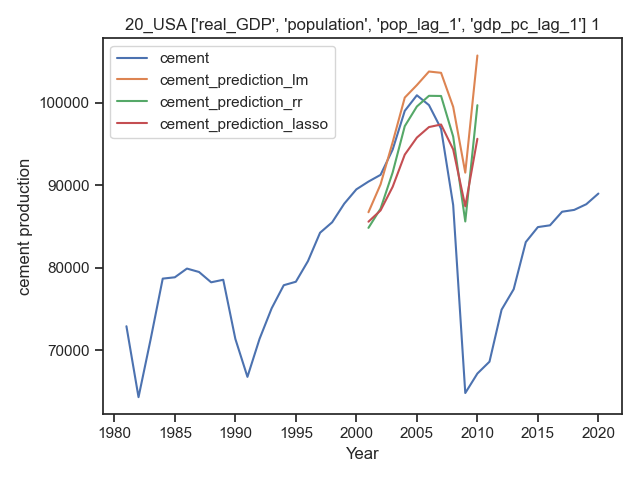 20_USA ['real_GDP', 'population', 'pop_lag_1', 'gdp_pc_lag_1'] 1
cement
cement_prediction_lm
cement_prediction_rr
cement_prediction_lasso
cement production
100000
90000
80000
70000
1980 1985 1990 1995 2000 2005 2010 2015 2020
Year